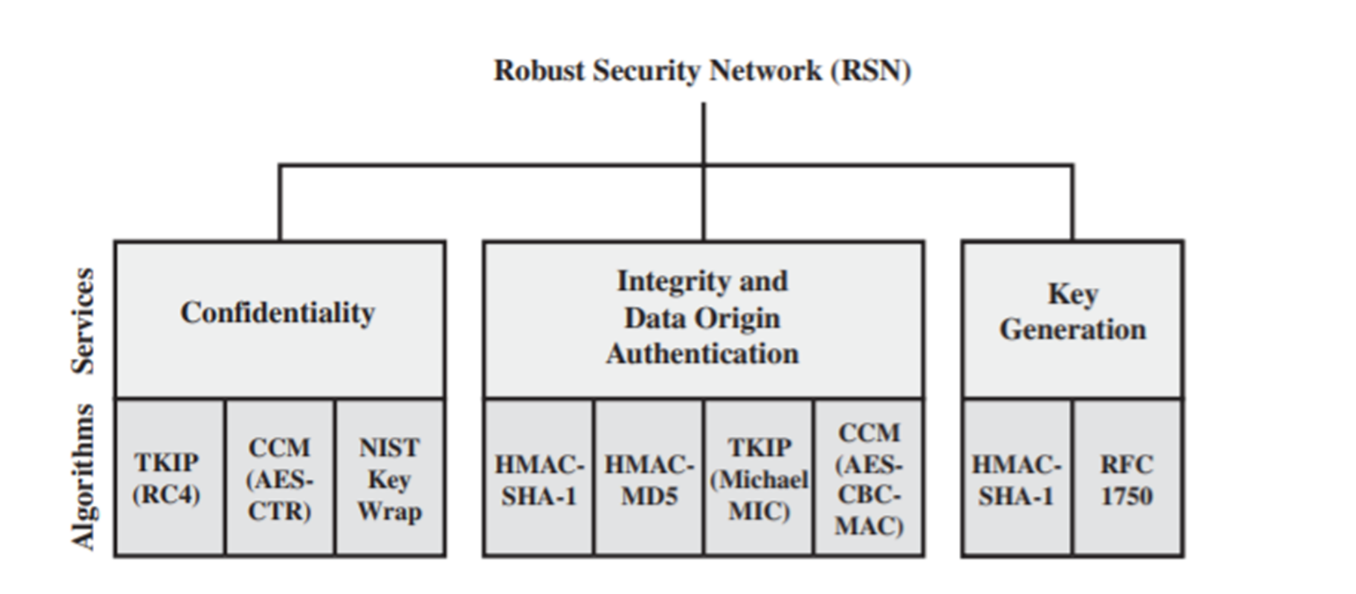 Robust Security Network (RSN)
Services
Confidentiality
Integrity and
Data Origin
Authentication
Key
Generation
Algorithms
TKIP
(RC4)
CCM
(AES-
CTR)
NIST
Key
Wrap
HMAC-
SHA-1
HMAC-
MD5
TKIP
(Michael
MIC)
CCM
(AES-
CBC-
MAC)
HMAC-
SHA-1
RFC
1750